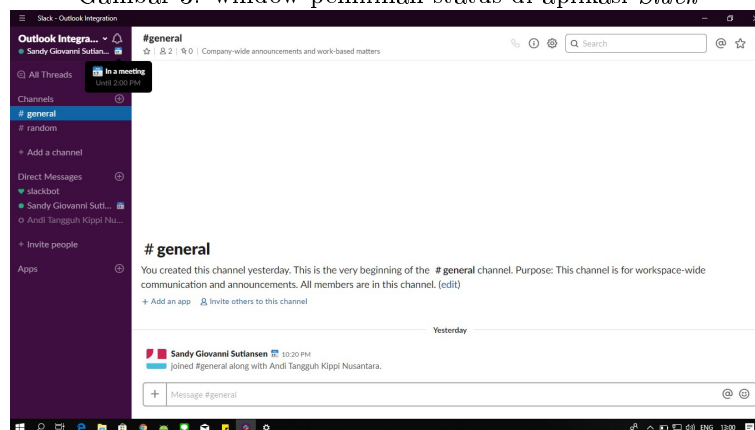 Gambar 3: window pemilihan status di aplikasi Slack
Slack - Outlook Integration
Outlook Integra...
Sandy Giovanni Sutian...
In a meeting
Until 2:00 PM
All Threads
Channels
# general
# random
+ Add a channel
Direct Messages
slackbot
Sandy Giovanni Suti...
Andi Tangguh Kippi Nu...
+ Invite people
Apps
#general
2 | 0 | Company-wide announcements and work-based matters
Search
# general
You created this channel yesterday. This is the very beginning of the # general channel. Purpose: This channel is for workspace-wide
communication and announcements. All members are in this channel. (edit)
+ Add an app Invite others to this channel
Yesterday
Sandy Giovanni Sutiansen 10:20 PM
joined #general along with Andi Tangguh Kippi Nusantara.
+ Message #general
ENG 13:00